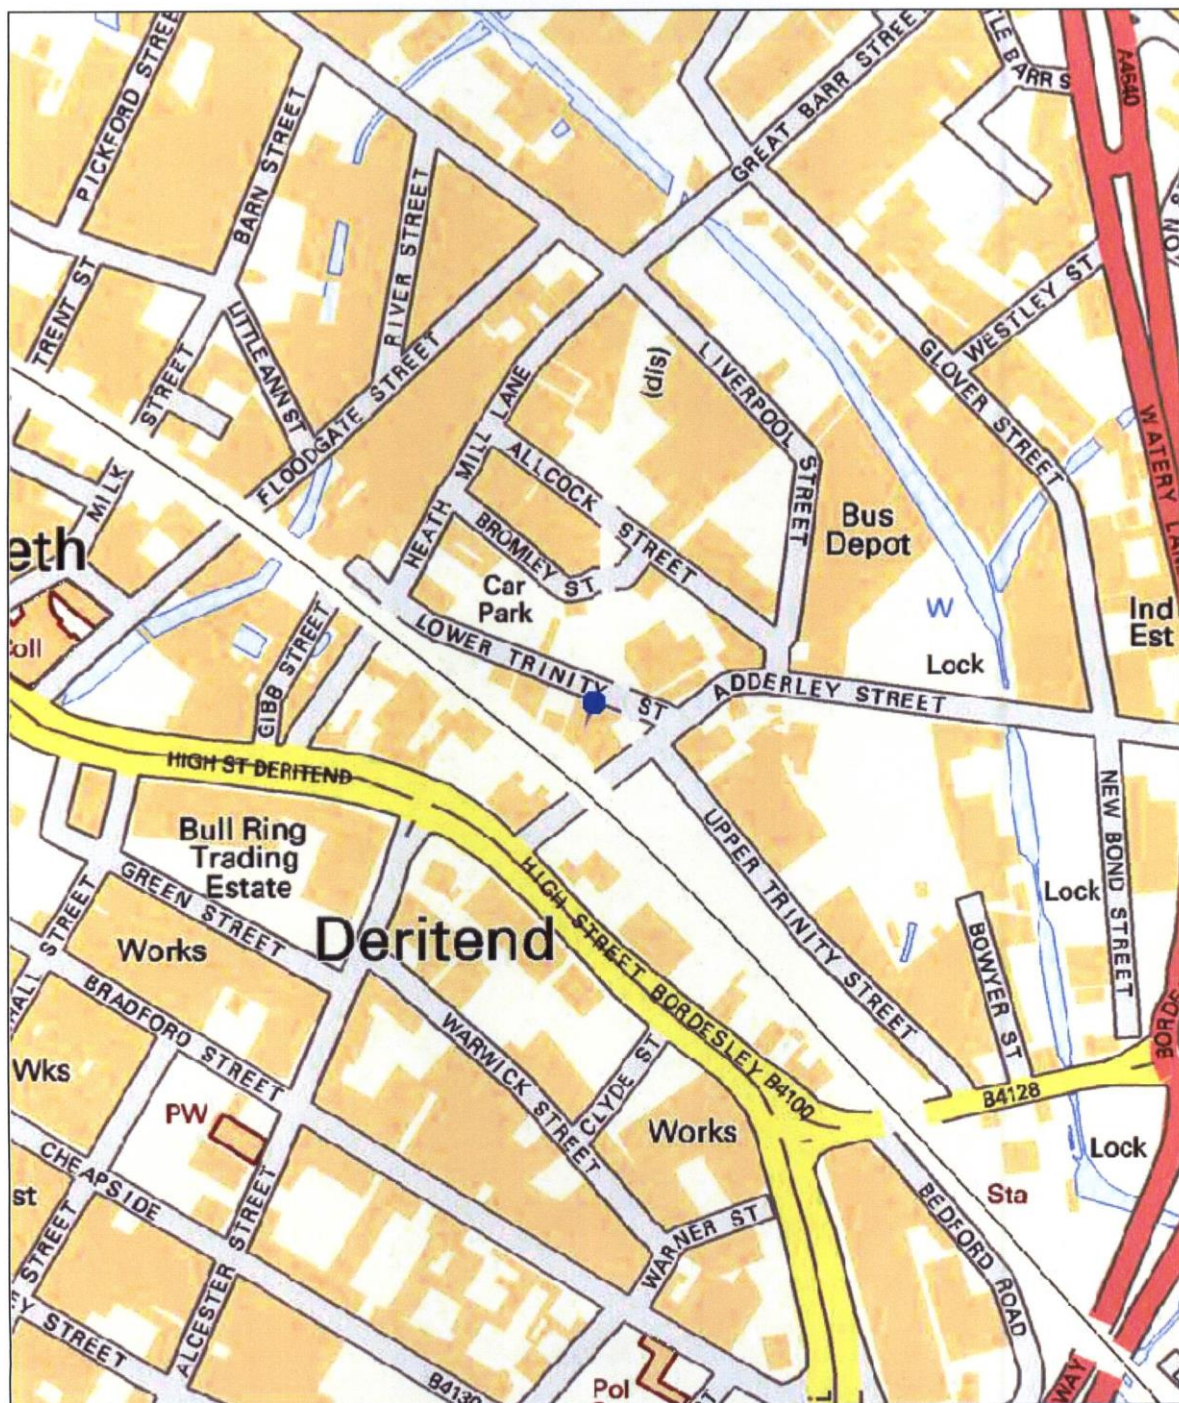 PICKFORD STREET
BARN STREET
GREAT BARR STREET
A4540
RIVER STREET
TRENT ST
LITTLE ANN ST
STREET
MILK
FLOODGATE STREET
WESTLEY ST
GLOVER STREET
LIVERPOOL STREET
(dis)
HEATH MILL LANE
ALLCOCK STREET
BROMLEY ST
Bus
Depot
WATERY LANE
eth
Car
Park
W
Ind
Est
Lock
LOWER TRINITY ST
ADDERLEY STREET
GIBB STREET
HIGH ST DERITEND
Bull Ring
Trading
Estate
GREEN STREET
Works
Deritend
HIGH STREET BORDESLEY B4100
UPPER TRINITY STREET
NEW BOND STREET
Lock
BOWYER ST
HALL STREET
BRADFORD STREET
WARWICK STREET
CLYDE ST
Works
B4128
BORDE
Wks
PW
Lock
Sta
CHEAPSIDE
st
STREET
WARNER ST
BEDFORD ROAD
ALCESTER STREET
EY STREET
B4130
Pol
WAY